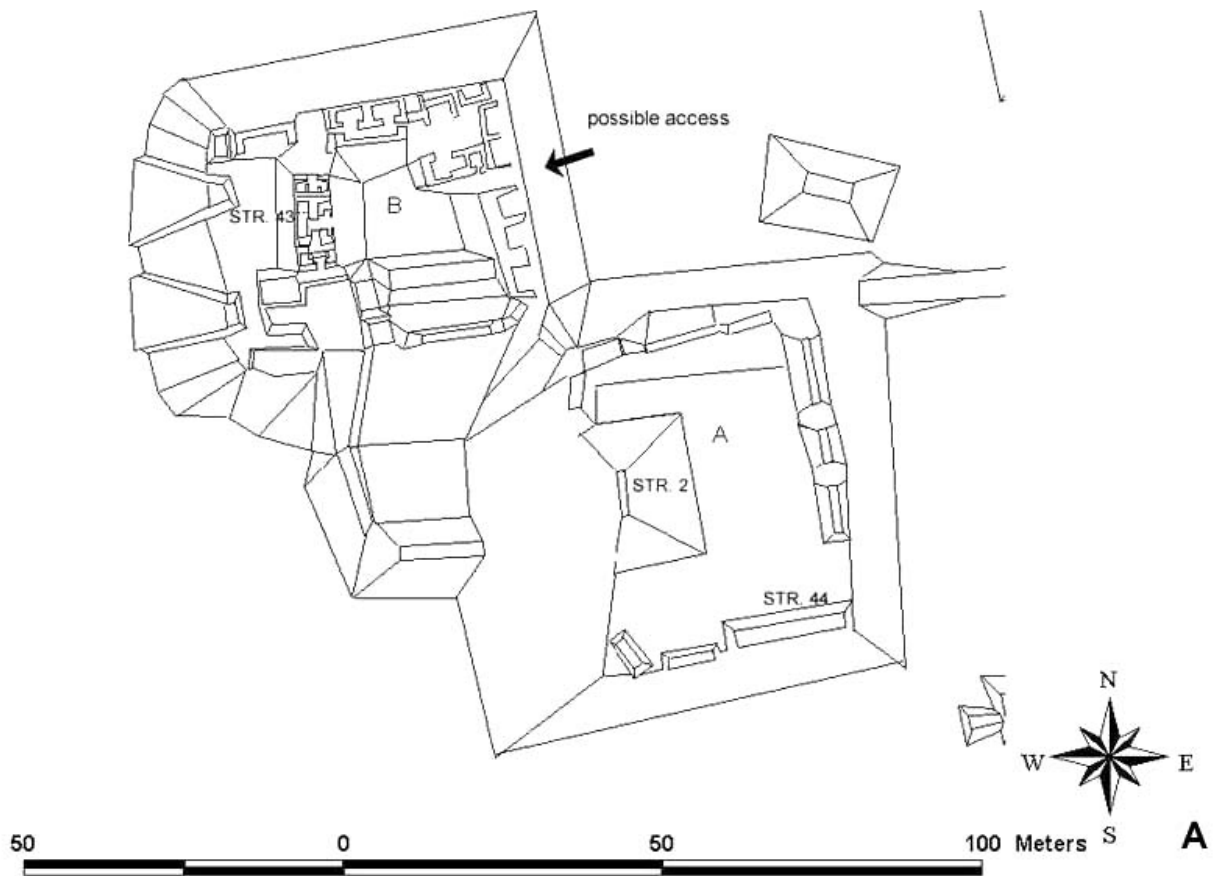 possible access
STR. 43
B
A
STR. 2
STR. 44
N
W E
S
50 0 50 100 Meters
A